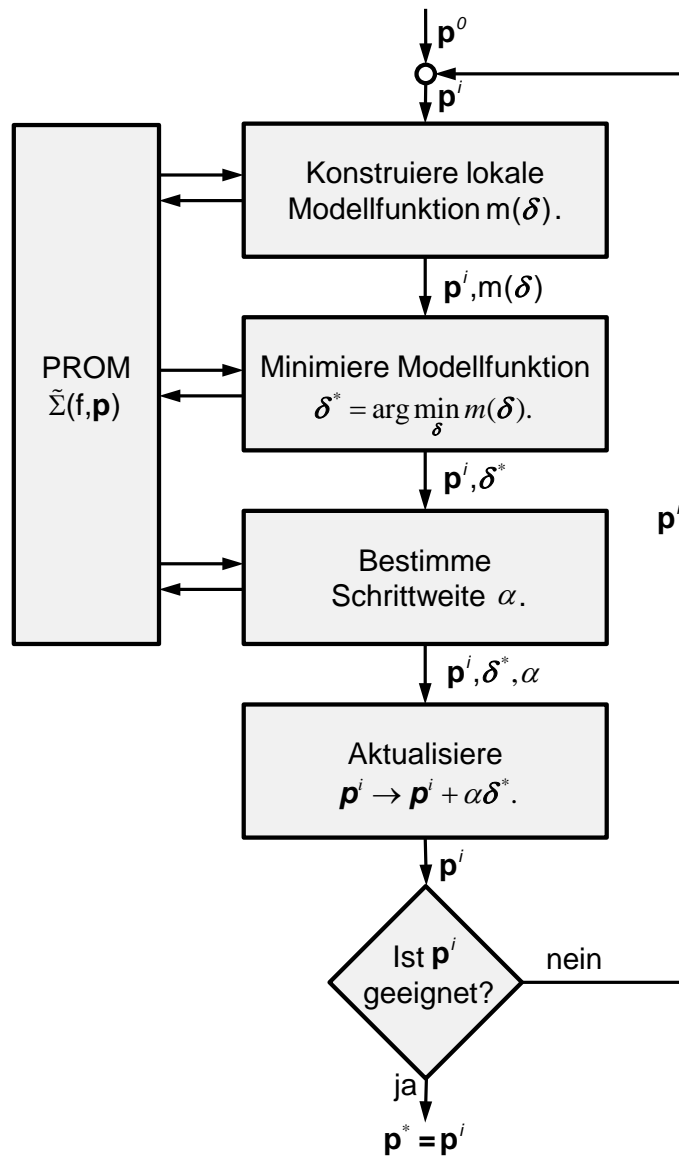 p⁰
pⁱ
Konstruiere lokale
Modellfunktion m(δ).
pⁱ,m(δ)
PROM
Σ̃(f,p)
Minimiere Modellfunktion
δ* = arg min m(δ).
δ
pⁱ,δ*
pⁱ
Bestimme
Schrittweite α.
pⁱ,δ*,α
Aktualisiere
pⁱ → pⁱ + αδ*.
pⁱ
Ist pⁱ
geeignet?
nein
ja
p* = pⁱ